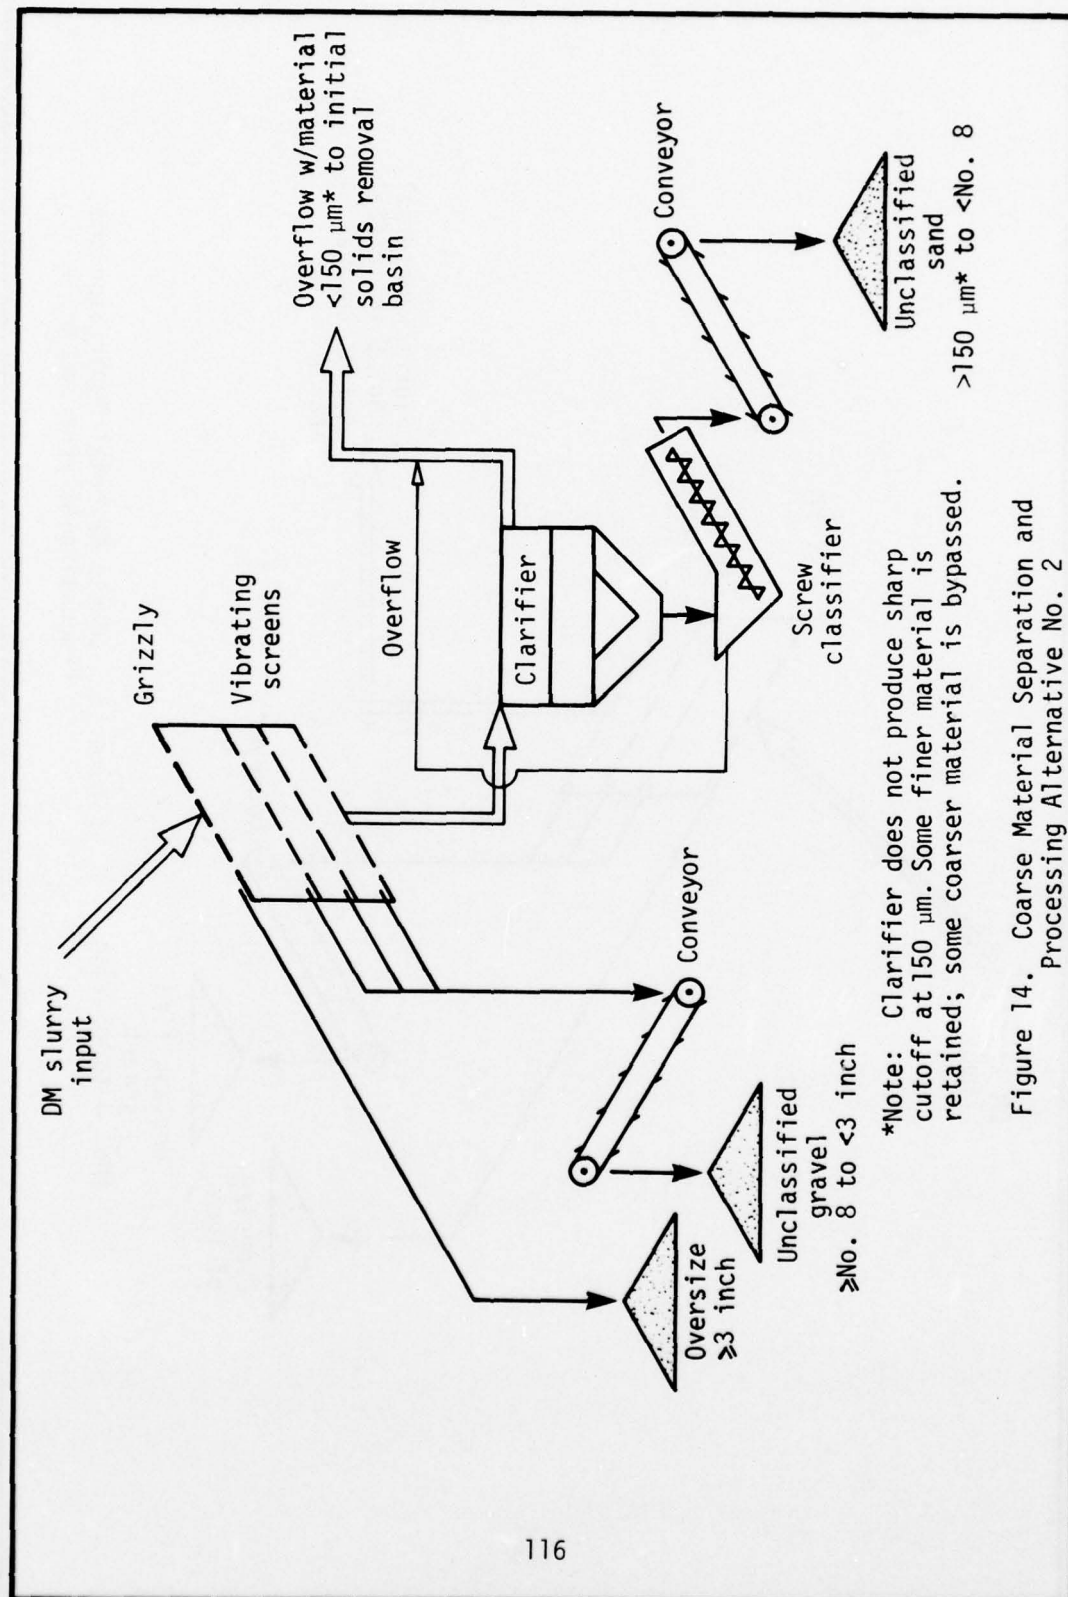 DM slurry
input
Grizzly
Vibrating
screens
Overflow w/material
<150 µm* to initial
solids removal
basin
Overflow
Clarifier
Conveyor
Screw
classifier
Conveyor
Unclassified
sand
>150 µm* to <No. 8
Oversize
≥3 inch
Unclassified
gravel
≥No. 8 to <3 inch
*Note: Clarifier does not produce sharp
cutoff at 150 µm. Some finer material is
retained; some coarser material is bypassed.
Figure 14. Coarse Material Separation and
Processing Alternative No. 2
116